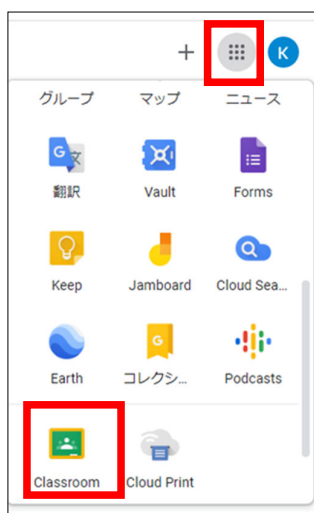 + K
グループ マップ ニュース
翻訳 Vault Forms
Keep Jamboard Cloud Sea...
Earth コレクシ... Podcasts
Classroom Cloud Print